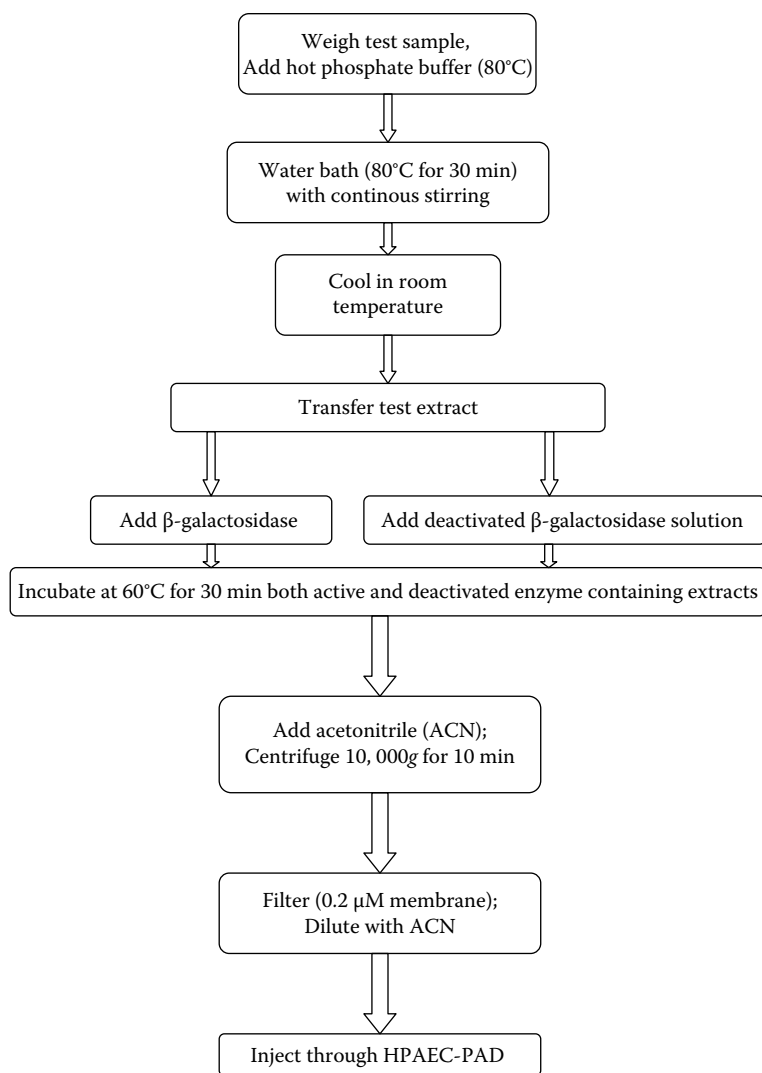 Weigh test sample,
Add hot phosphate buffer (80°C)
Water bath (80°C for 30 min)
with continous stirring
Cool in room
temperature
Transfer test extract
Add β-galactosidase
Add deactivated β-galactosidase solution
Incubate at 60°C for 30 min both active and deactivated enzyme containing extracts
Add acetonitrile (ACN);
Centrifuge 10, 000g for 10 min
Filter (0.2 μM membrane);
Dilute with ACN
Inject through HPAEC-PAD